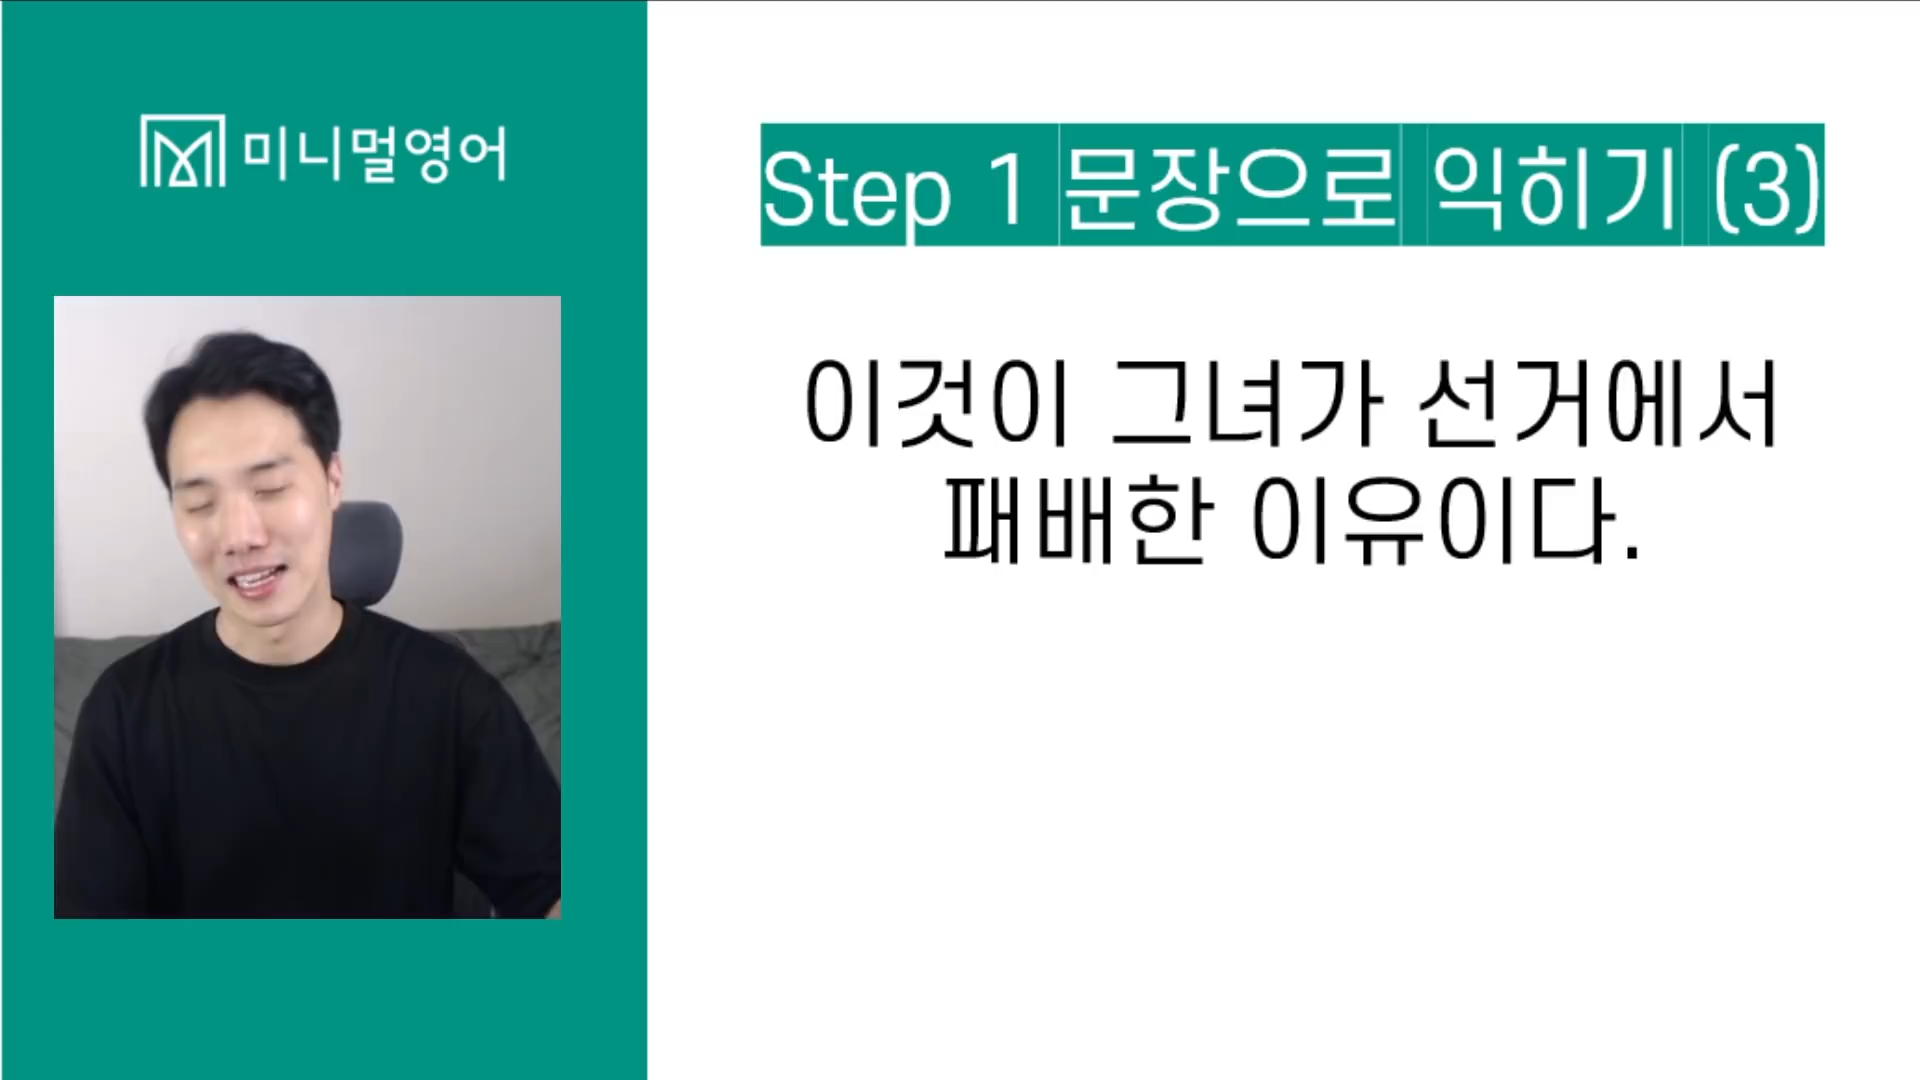 미니멀영어
Step 1 문장으로 익히기 (3)
이것이 그녀가 선거에서
패배한 이유이다.